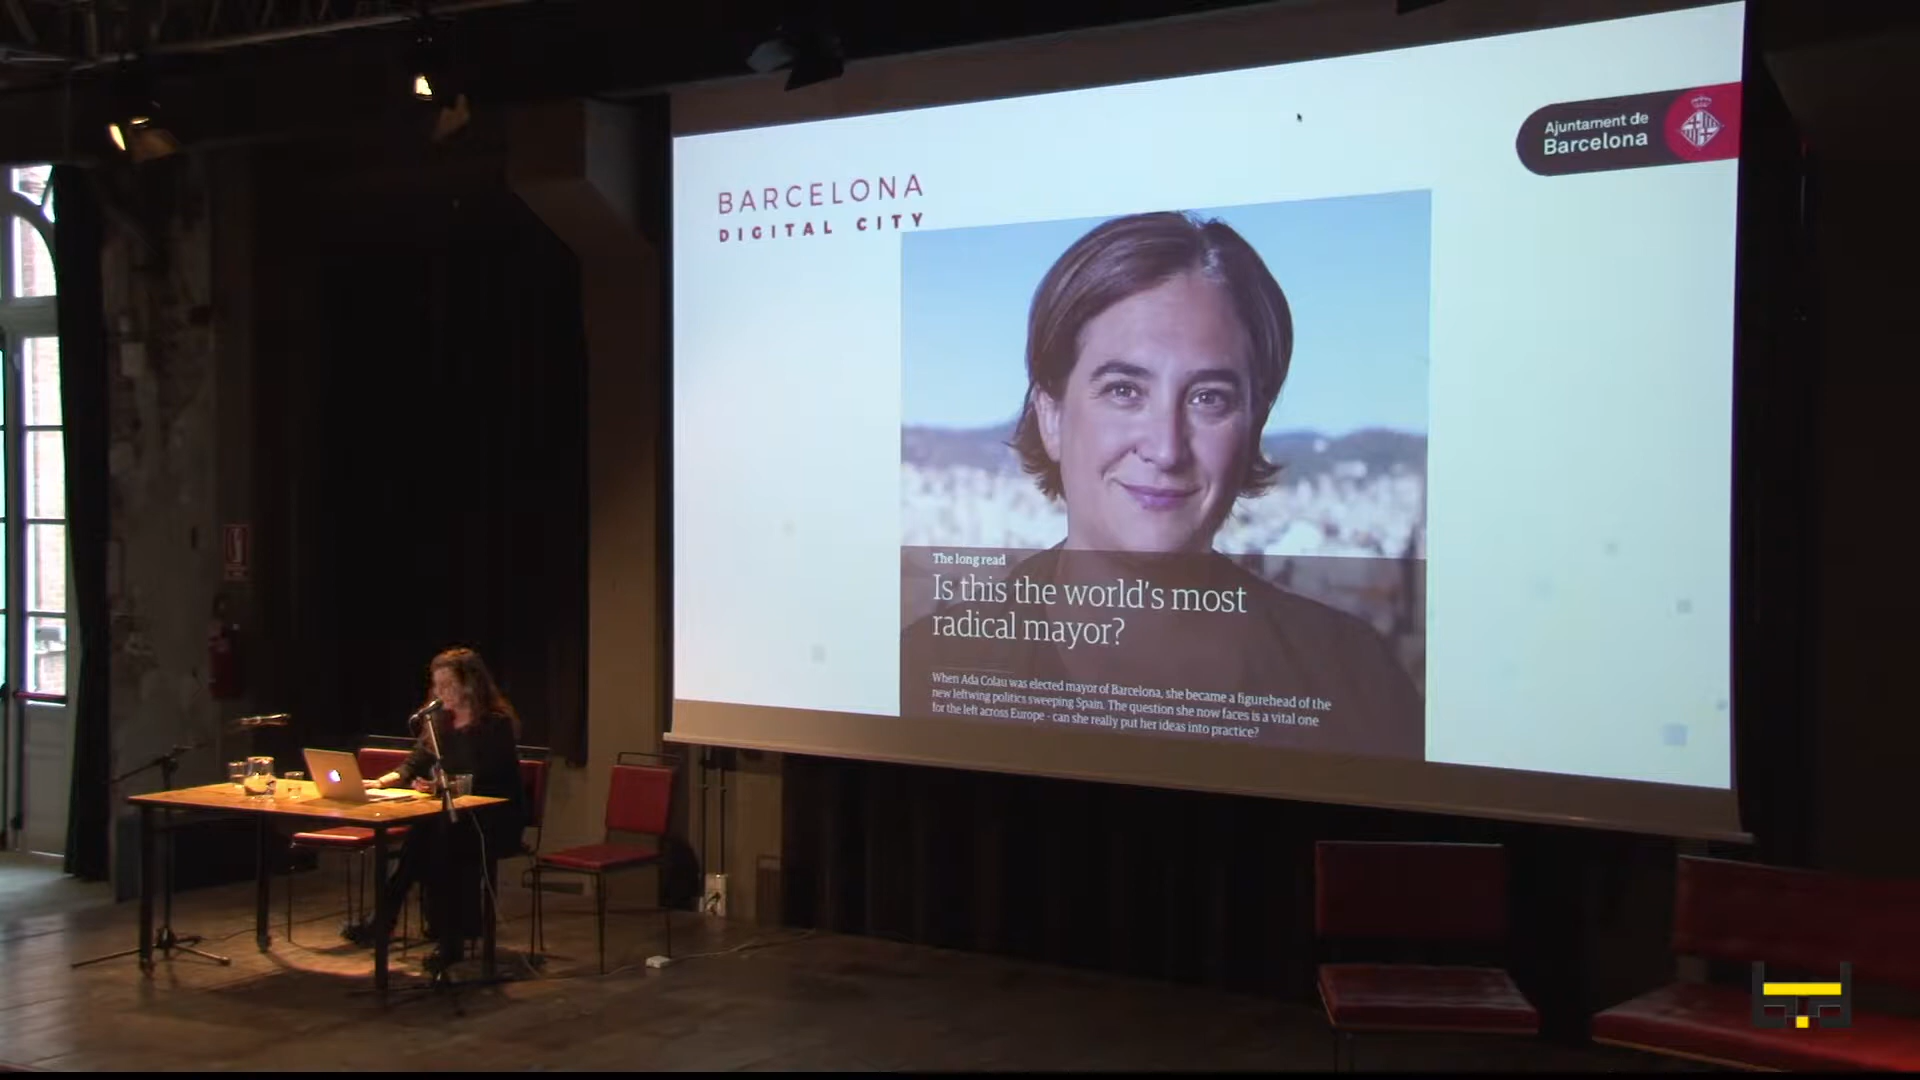 BARCELONA
DIGITAL CITY
Ajuntament de
Barcelona
The long read
Is this the world's most
radical mayor?
When Ada Colau was elected mayor of Barcelona, she became a figurehead of the
new leftwing politics sweeping Spain. The question she now faces is a vital one
for the left across Europe - can she really put her ideas into practice?